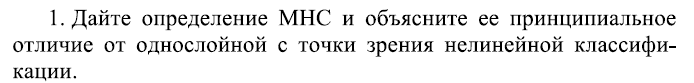 1. Дайте определение МНС и объясните ее принципиальное
отличие от однослойной с точки зрения нелинейной классифи-
кации.